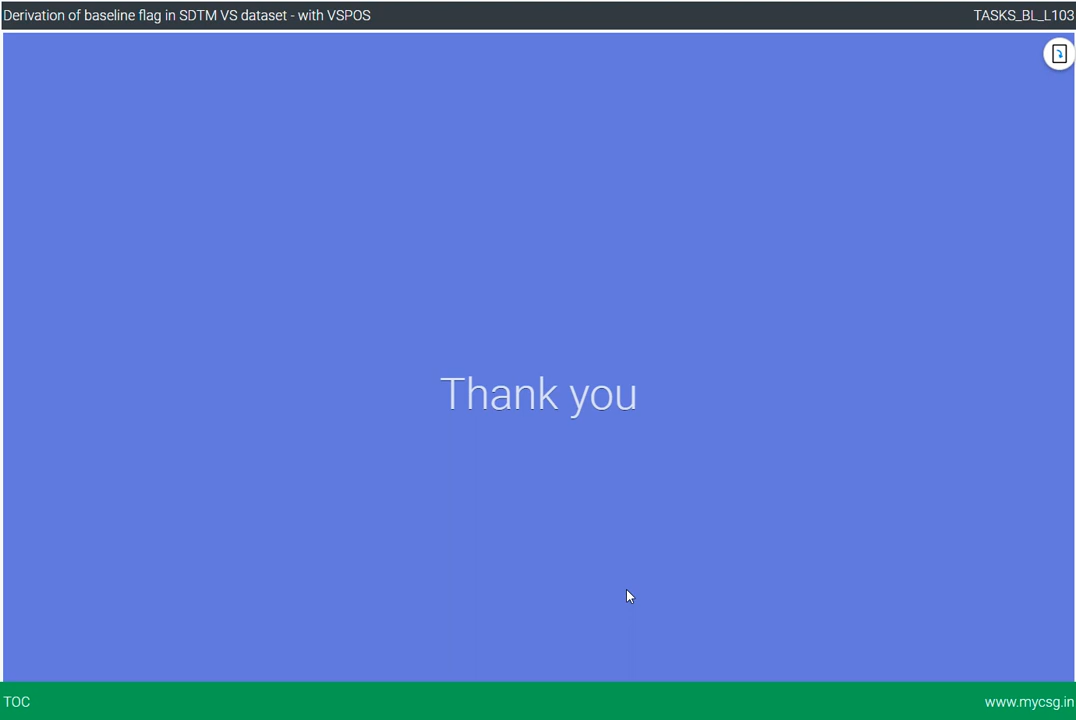 Derivation of baseline flag in SDTM VS dataset - with VSPOS
TASKS_BL_L103
Thank you
TOC
www.mycsg.in